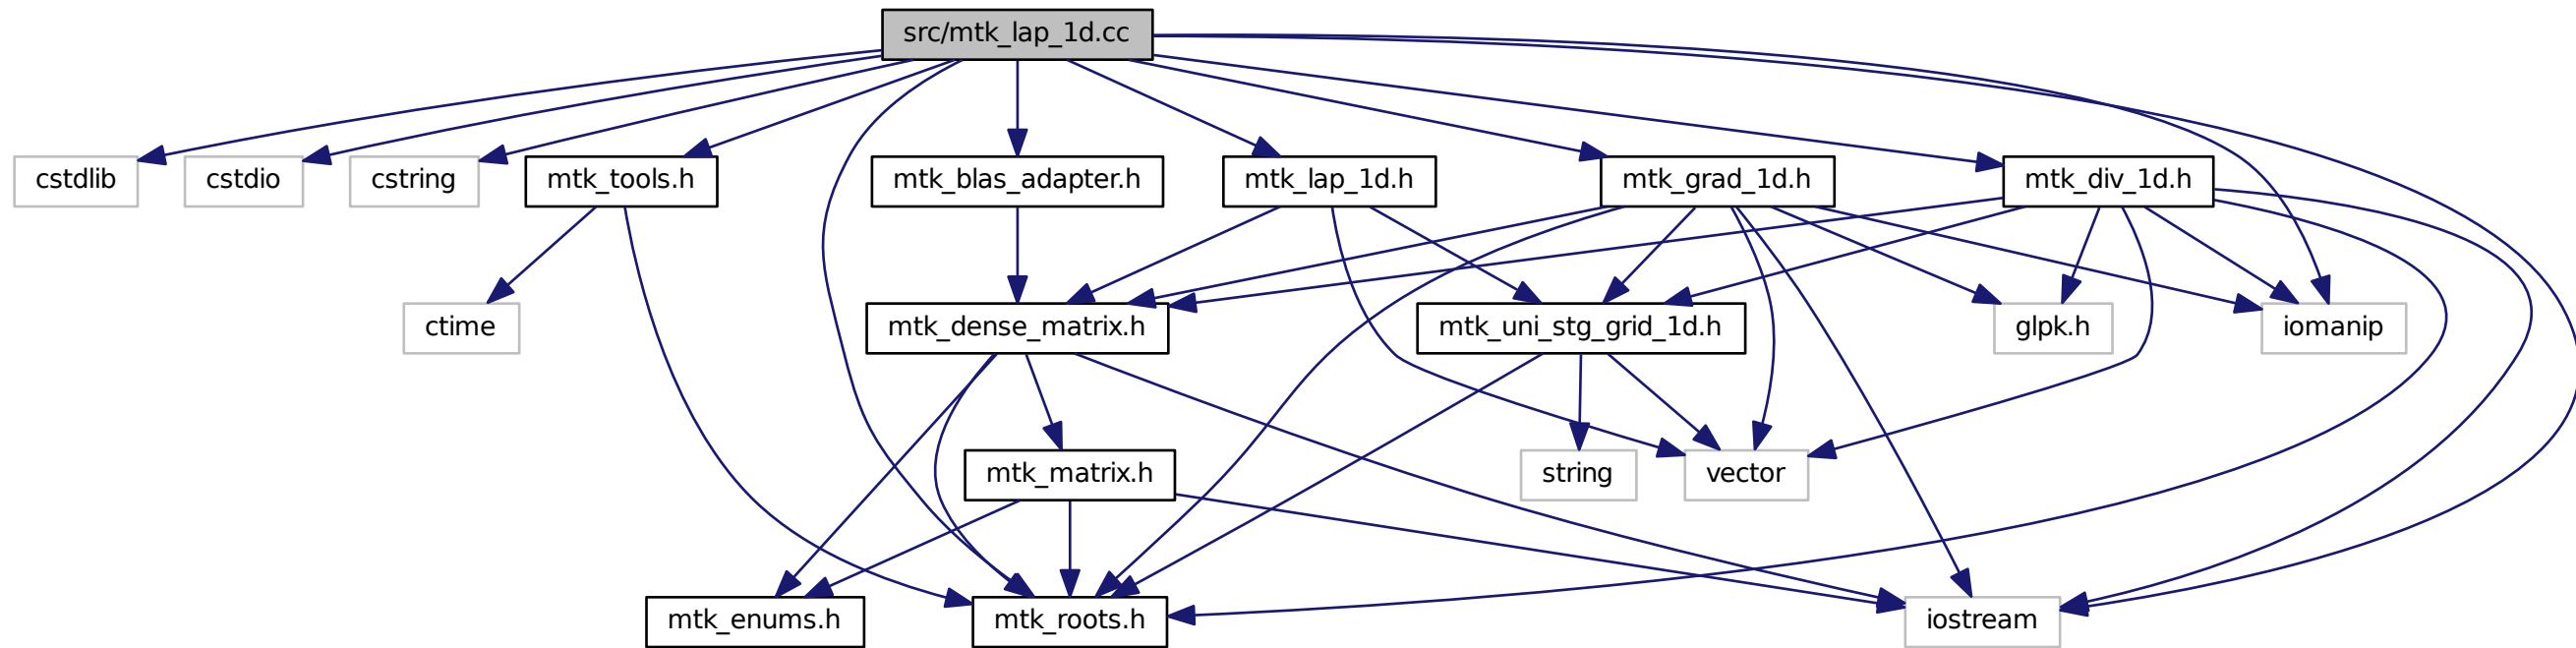 src/mtk_lap_1d.cc
cstdlib
cstdio
cstring
mtk_tools.h
mtk_blas_adapter.h
mtk_lap_1d.h
mtk_grad_1d.h
mtk_div_1d.h
ctime
mtk_dense_matrix.h
mtk_uni_stg_grid_1d.h
glpk.h
iomanip
mtk_matrix.h
string
vector
mtk_enums.h
mtk_roots.h
iostream